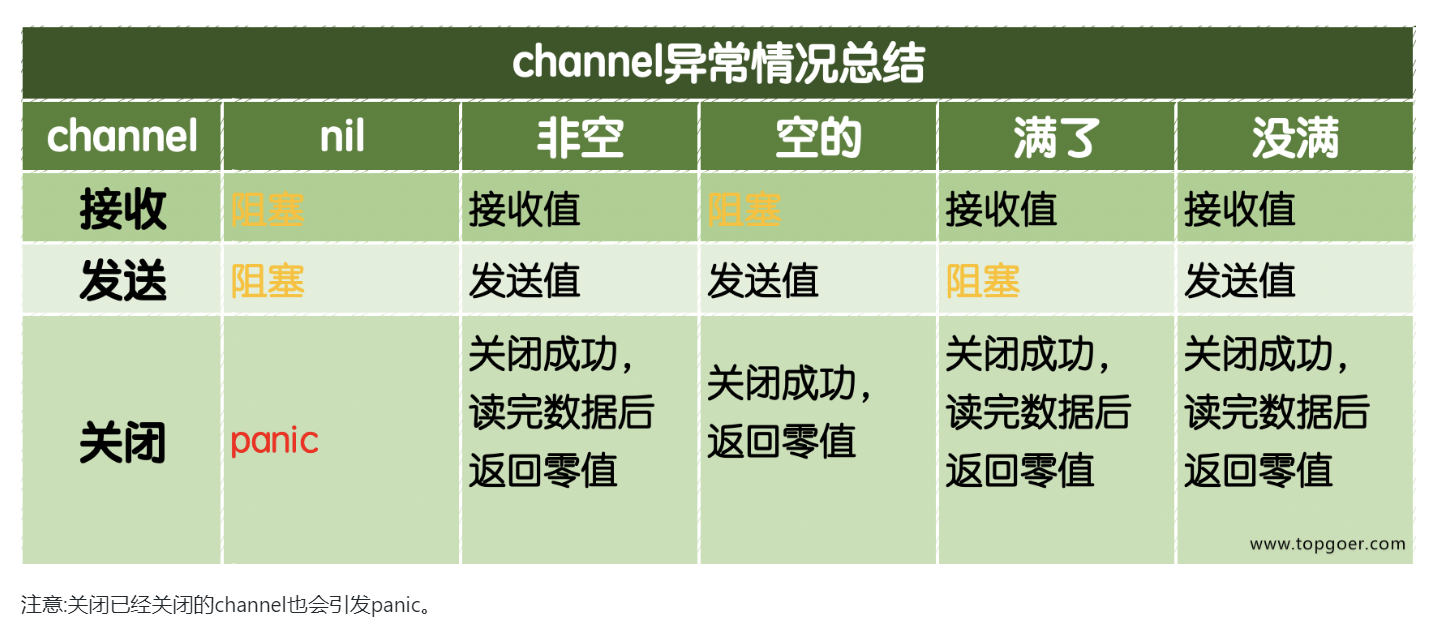 channel异常情况总结
channel nil 非空 空的 满了 没满
接收 阻塞 接收值 阻塞 接收值 接收值
发送 阻塞 发送值 发送值 阻塞 发送值
关闭 panic 关闭成功，读完数据后返回零值 关闭成功，返回零值 关闭成功，读完数据后返回零值 关闭成功，读完数据后返回零值
www.topgoer.com
注意:关闭已经关闭的channel也会引发panic。